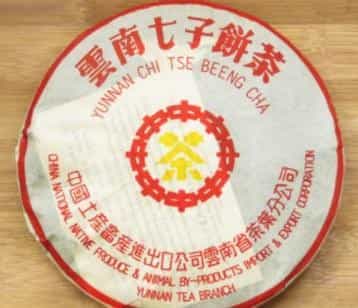 雲南七子餅茶
YUNNAN CHI TSE BEENG CHA
茶
中國土產畜產進出口公司雲南省茶葉分公司
CHINA NATIONAL NATIVE PRODUCE & ANIMAL BY-PRODUCTS IMPORT & EXPORT CORPORATION
YUNNAN TEA BRANCH